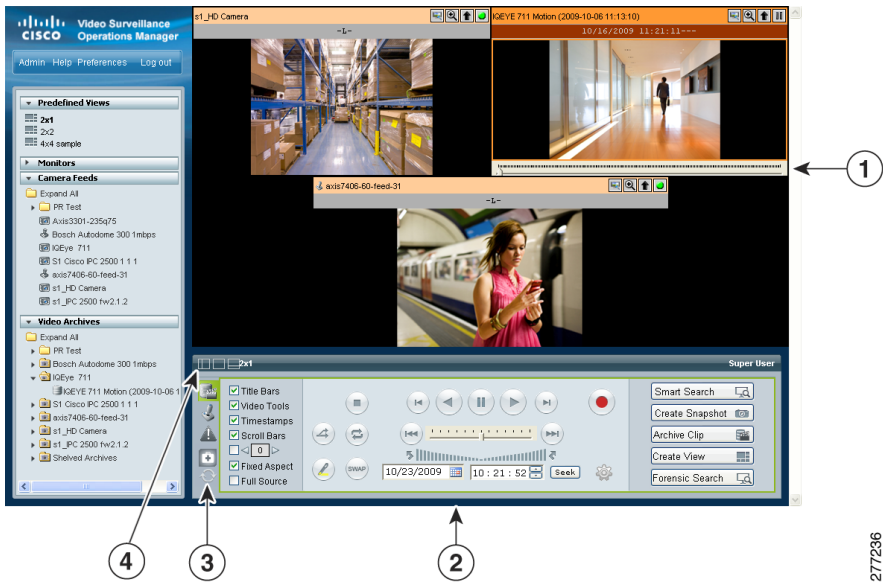 CISCO
Video Surveillance
Operations Manager
Admin Help Preferences Log out
Predefined Views
2x1
2x2
4x4 sample
Monitors
Camera Feeds
Expand All
PR Test
Axis3301-235q75
Bosch Autodome 300 1mbps
IQEye 711
S1 Cisco IPC 2500 1 1 1
axis7406-60-feed-31
s1_HD Camera
s1_IPC 2500 fw2.1.2
Video Archives
Expand All
PR Test
Bosch Autodome 300 1mbps
IQEye 711
IQEYE 711 Motion (2009-10-06 1
S1 Cisco IPC 2500 1 1 1
axis7406-60-feed-31
s1_HD Camera
s1_IPC 2500 fw2.1.2
Shelved Archives
s1_HD Camera
-L-
IQEYE 711 Motion (2009-10-06 11:13:10)
10/16/2009 11:21:11---
axis7406-60-feed-31
-L-
2x1
Super User
Title Bars
Video Tools
Timestamps
Scroll Bars
0
Fixed Aspect
Full Source
SWAP
10/23/2009
10 : 21 : 52
Seek
Smart Search
Create Snapshot
Archive Clip
Create View
Forensic Search
1
2
3
4
277236